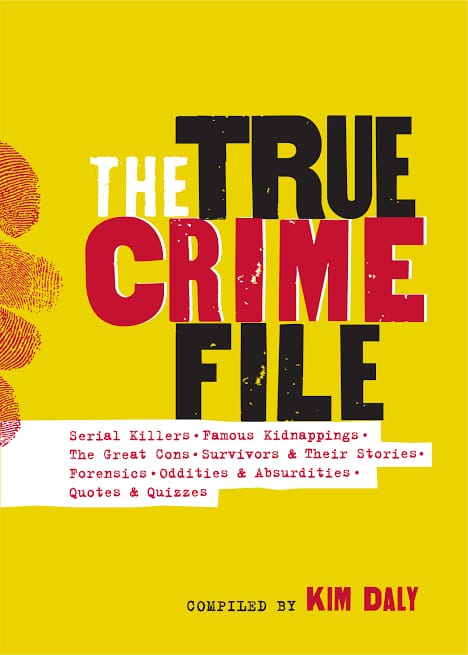 THE TRUE
CRIME
FILE
Serial Killers • Famous Kidnappings •
The Great Cons • Survivors & Their Stories •
Forensics • Oddities & Absurdities •
Quotes & Quizzes
COMPILED BY KIM DALY